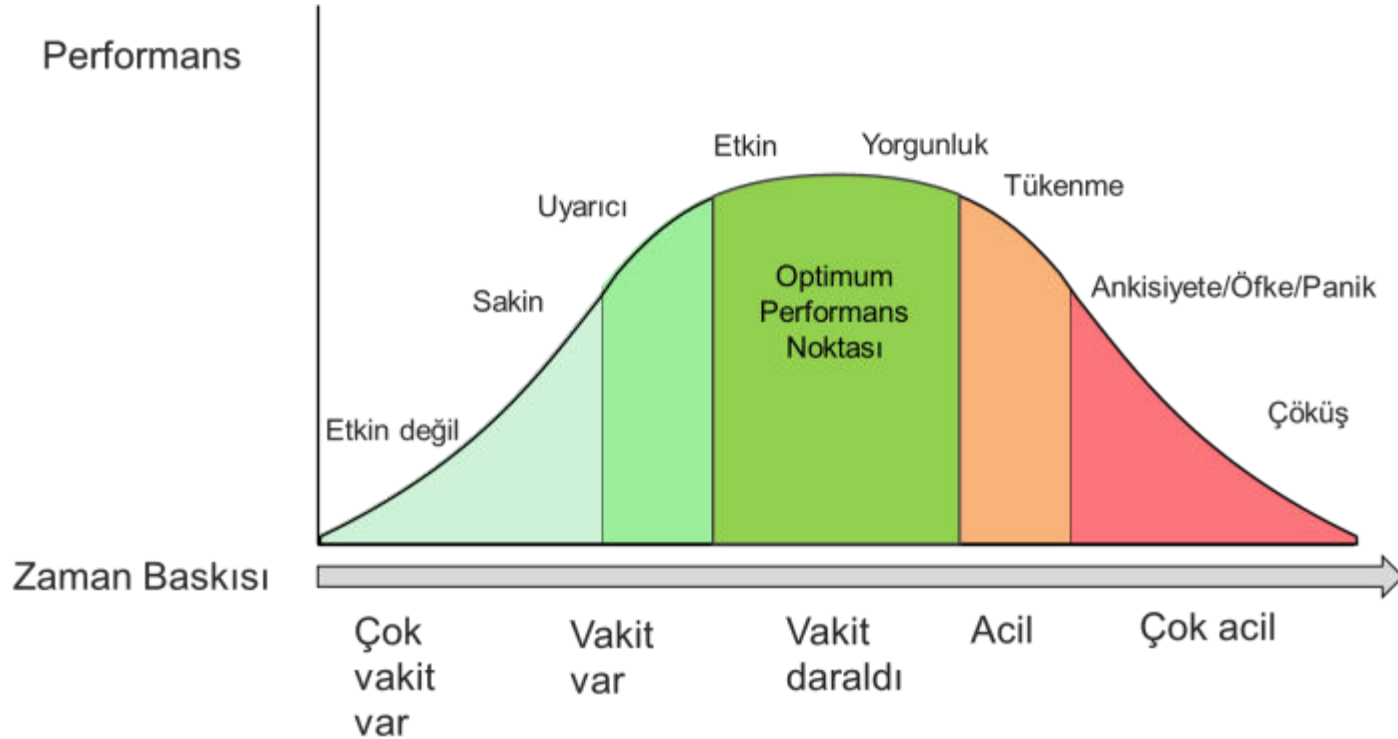 Performans
Etkin
Yorgunluk
Tükenme
Uyarıcı
Optimum
Performans
Noktası
Sakin
Ankisiyete/Öfke/Panik
Etkin değil
Çöküş
Zaman Baskısı
Çok
vakit
var
Vakit
var
Vakit
daraldı
Acil
Çok acil